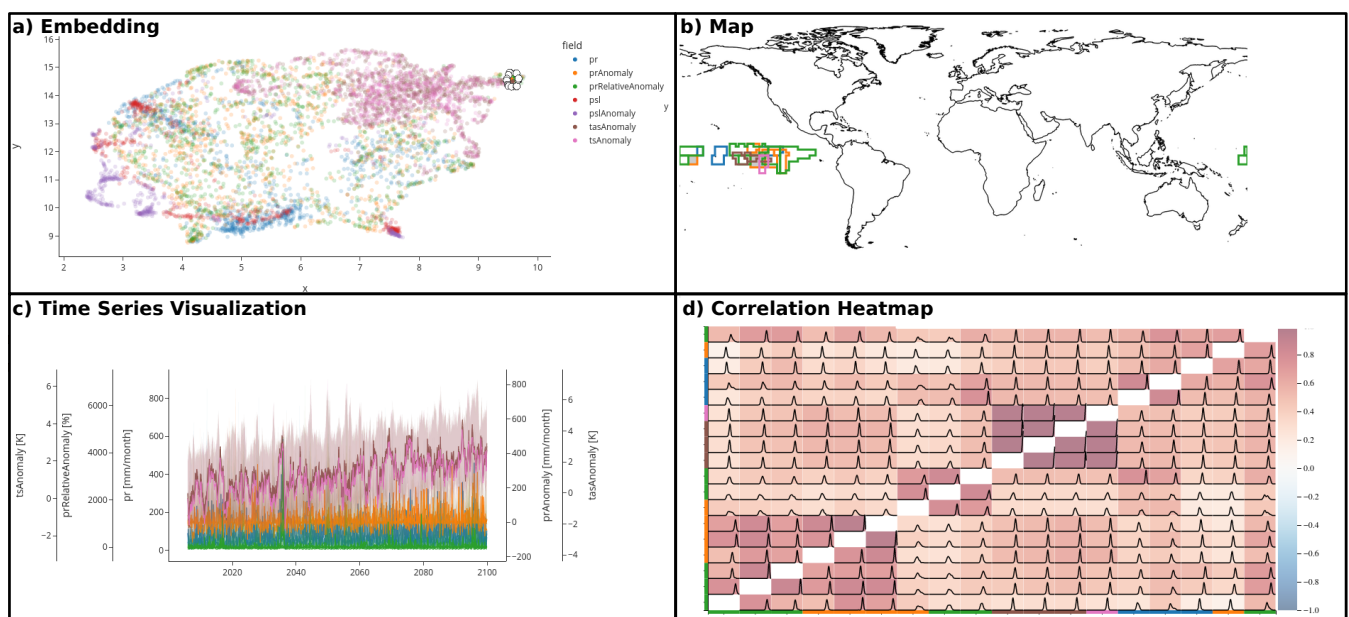 a) Embedding
16
15
14
13
12
11
10
9
y
2
3
4
5
6
7
8
9
10
x
field
pr
prAnomaly
prRelativeAnomaly
psl
pslAnomaly
tasAnomaly
tsAnomaly
b) Map
y
c) Time Series Visualization
tsAnomaly [K]
6
4
2
0
−2
prRelativeAnomaly [%]
6000
4000
2000
0
pr [mm/month]
800
600
400
200
0
2020
2040
2060
2080
2100
prAnomaly [mm/month]
800
600
400
200
0
−200
tasAnomaly [K]
6
4
2
0
−2
−4
d) Correlation Heatmap
0.8
0.6
0.4
0.2
0.0
−0.2
−0.4
−0.6
−0.8
−1.0